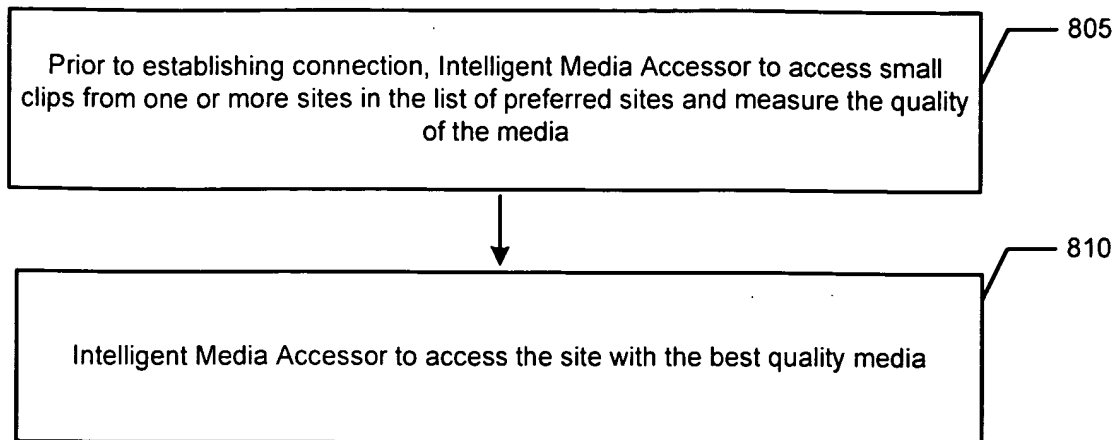 805
Prior to establishing connection, Intelligent Media Accessor to access small
clips from one or more sites in the list of preferred sites and measure the quality
of the media
810
Intelligent Media Accessor to access the site with the best quality media